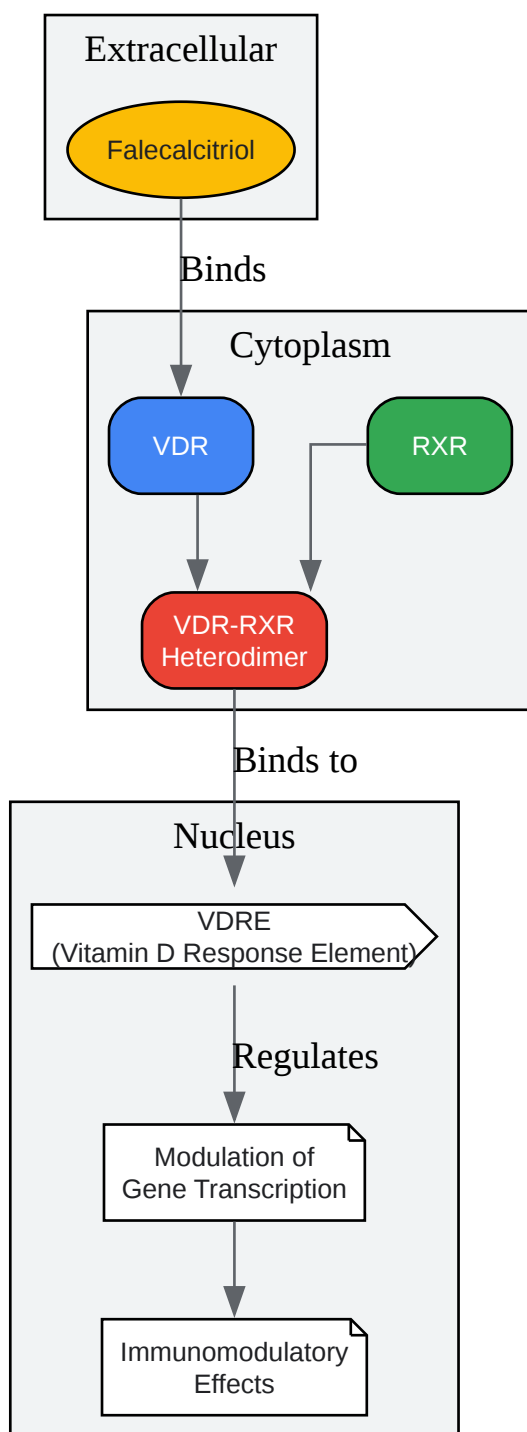 Extracellular
Falecalcitriol
Binds
Cytoplasm
VDR
RXR
VDR-RXR
Heterodimer
Binds to
Nucleus
VDRE
(Vitamin D Response Element)
Regulates
Modulation of
Gene Transcription
Immunomodulatory
Effects